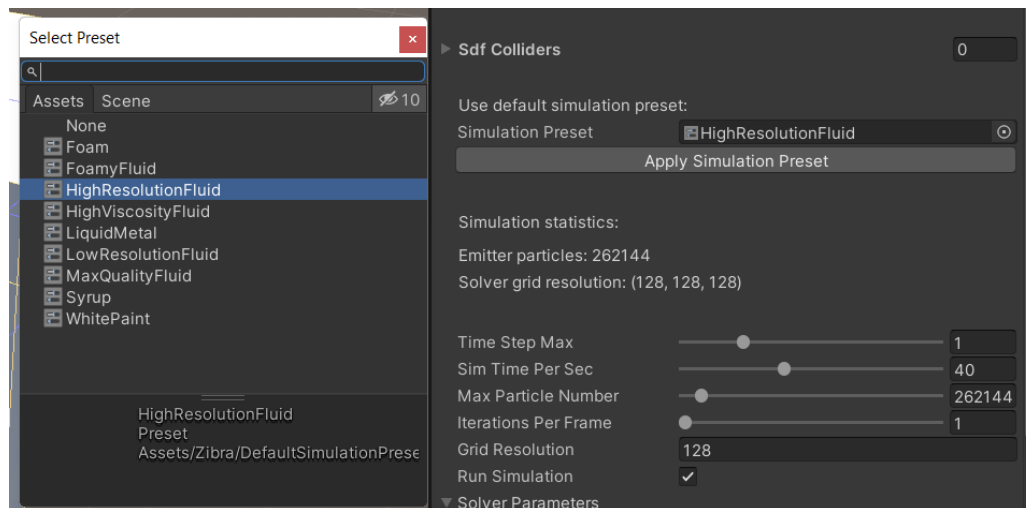 Select Preset
Assets Scene 10
None
Foam
FoamyFluid
HighResolutionFluid
HighViscosityFluid
LiquidMetal
LowResolutionFluid
MaxQualityFluid
Syrup
WhitePaint
HighResolutionFluid
Preset
Assets/Zibra/DefaultSimulationPrese
Sdf Colliders 0
Use default simulation preset:
Simulation Preset HighResolutionFluid
Apply Simulation Preset
Simulation statistics:
Emitter particles: 262144
Solver grid resolution: (128, 128, 128)
Time Step Max 1
Sim Time Per Sec 40
Max Particle Number 262144
Iterations Per Frame 1
Grid Resolution 128
Run Simulation
Solver Parameters